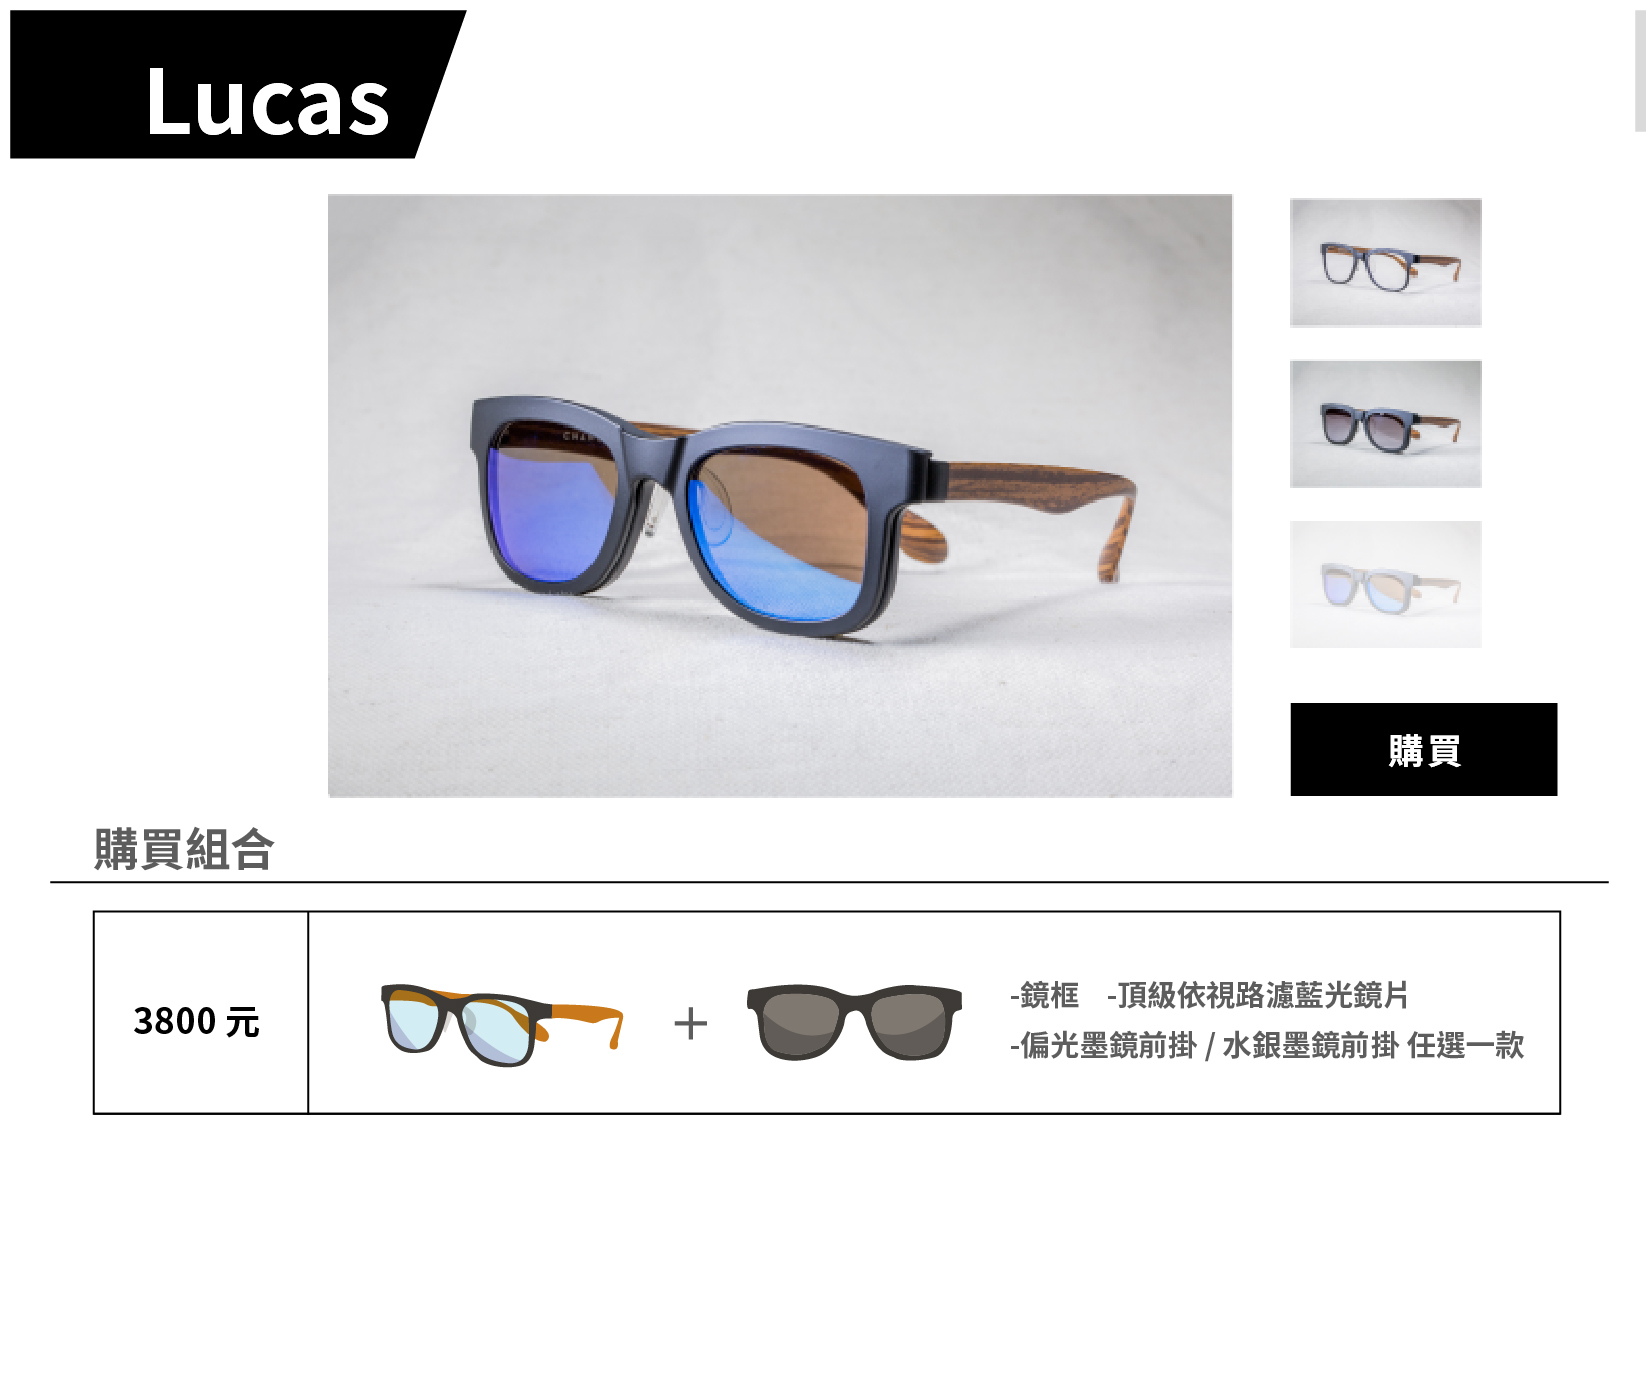 Lucas
購買
購買組合
3800 元
-鏡框 -頂級依視路濾藍光鏡片
-偏光墨鏡前掛 / 水銀墨鏡前掛 任選一款